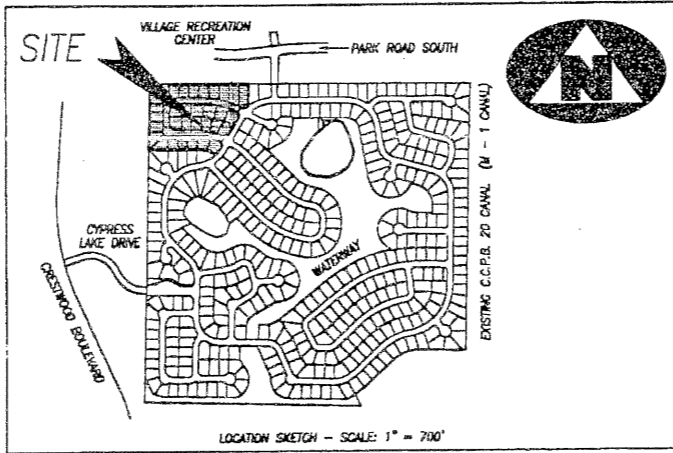 SITE
VILLAGE RECREATION
CENTER
PARK ROAD SOUTH
N
EXISTING C.C.P.B. 20 CANAL (M - 1 CANAL)
CYPRESS
LAKE DRIVE
WATERWAY
CRESTWOOD BOULEVARD
LOCATION SKETCH - SCALE: 1" = 700'